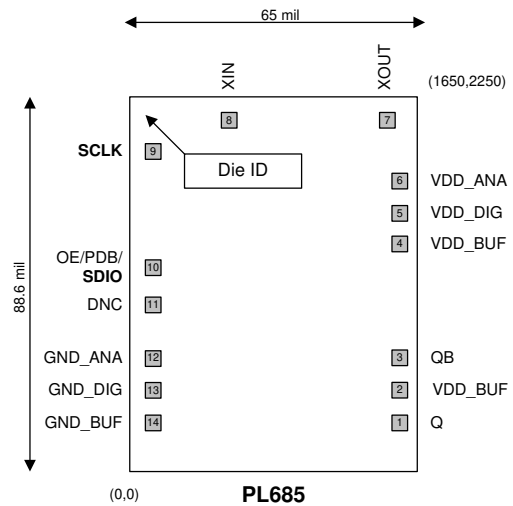 65 mil
XIN
XOUT
(1650,2250)
8
7
SCLK
9
Die ID
6
VDD_ANA
5
VDD_DIG
4
VDD_BUF
88.6 mil
OE/PDB/
SDIO
10
DNC
11
GND_ANA
12
3
QB
GND_DIG
13
2
VDD_BUF
GND_BUF
14
1
Q
(0,0)
PL685